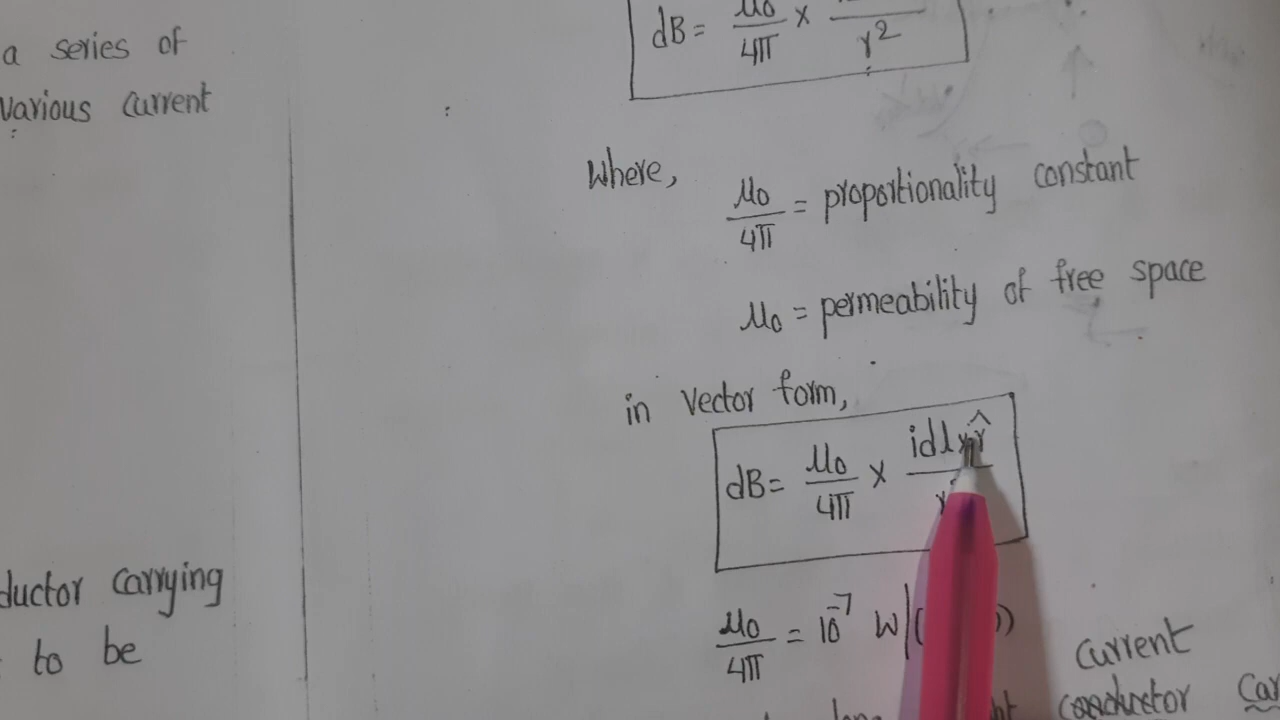 a series of
various current
ductor carrying
to be
dB = μ0/4π × /r²
Where,
μ0/4π = proportionality constant
μ0 = permeability of free space
in vector form,
dB = μ0/4π × idl×r̂/r
μ0/4π = 10⁻⁷ W/( ))
current
conductor Car